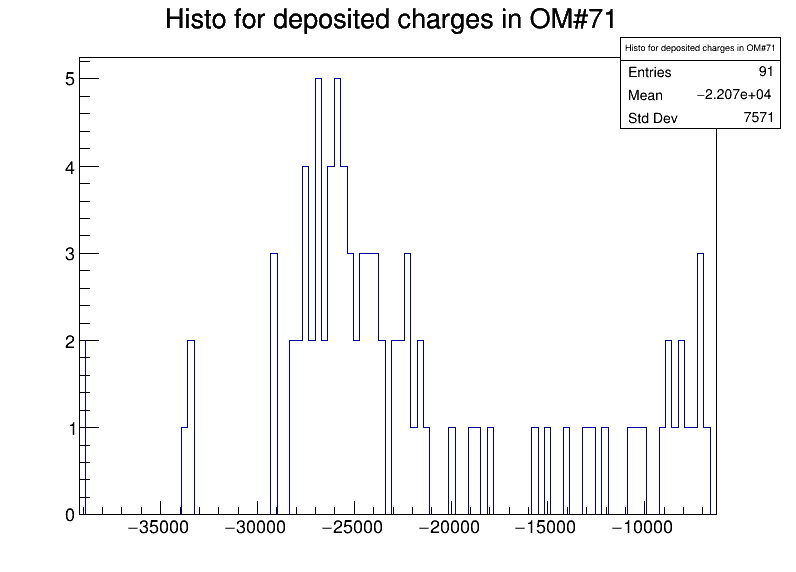 Histo for deposited charges in OM#71
Histo for deposited charges in OM#71
Entries 91
Mean −2.207e+04
Std Dev 7571
5
4
3
2
1
0
−35000 −30000 −25000 −20000 −15000 −10000